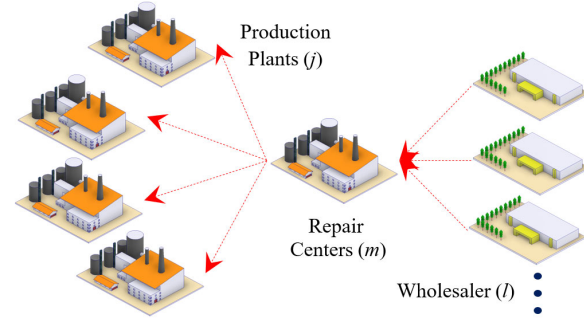 Production
Plants (j)
Repair
Centers (m)
Wholesaler (l)